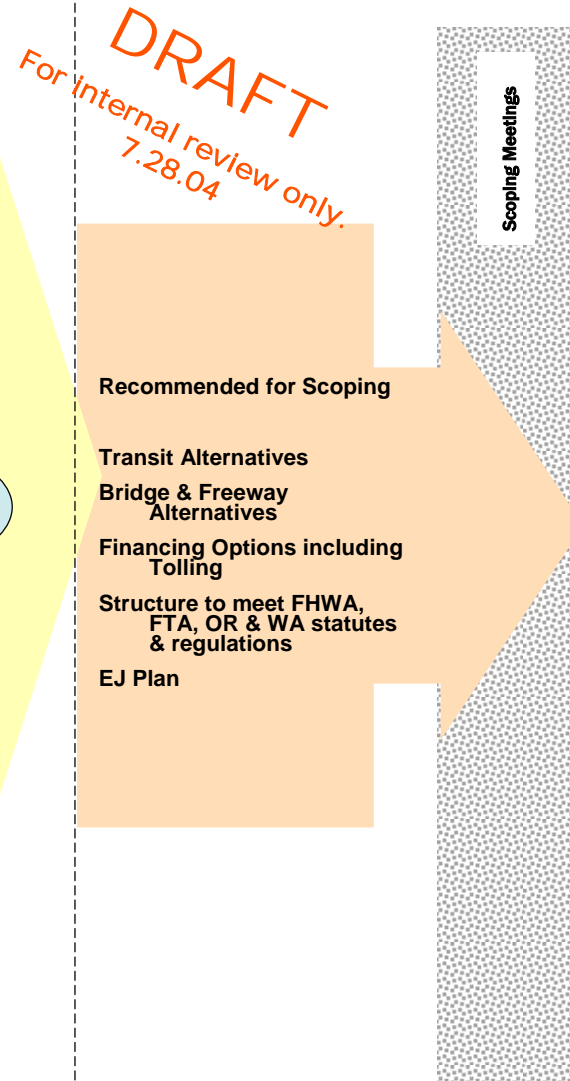 DRAFT
For internal review only.
7.28.04
Scoping Meetings
Recommended for Scoping
Transit Alternatives
Bridge & Freeway
Alternatives
Financing Options including
Tolling
Structure to meet FHWA,
FTA, OR & WA statutes
& regulations
EJ Plan